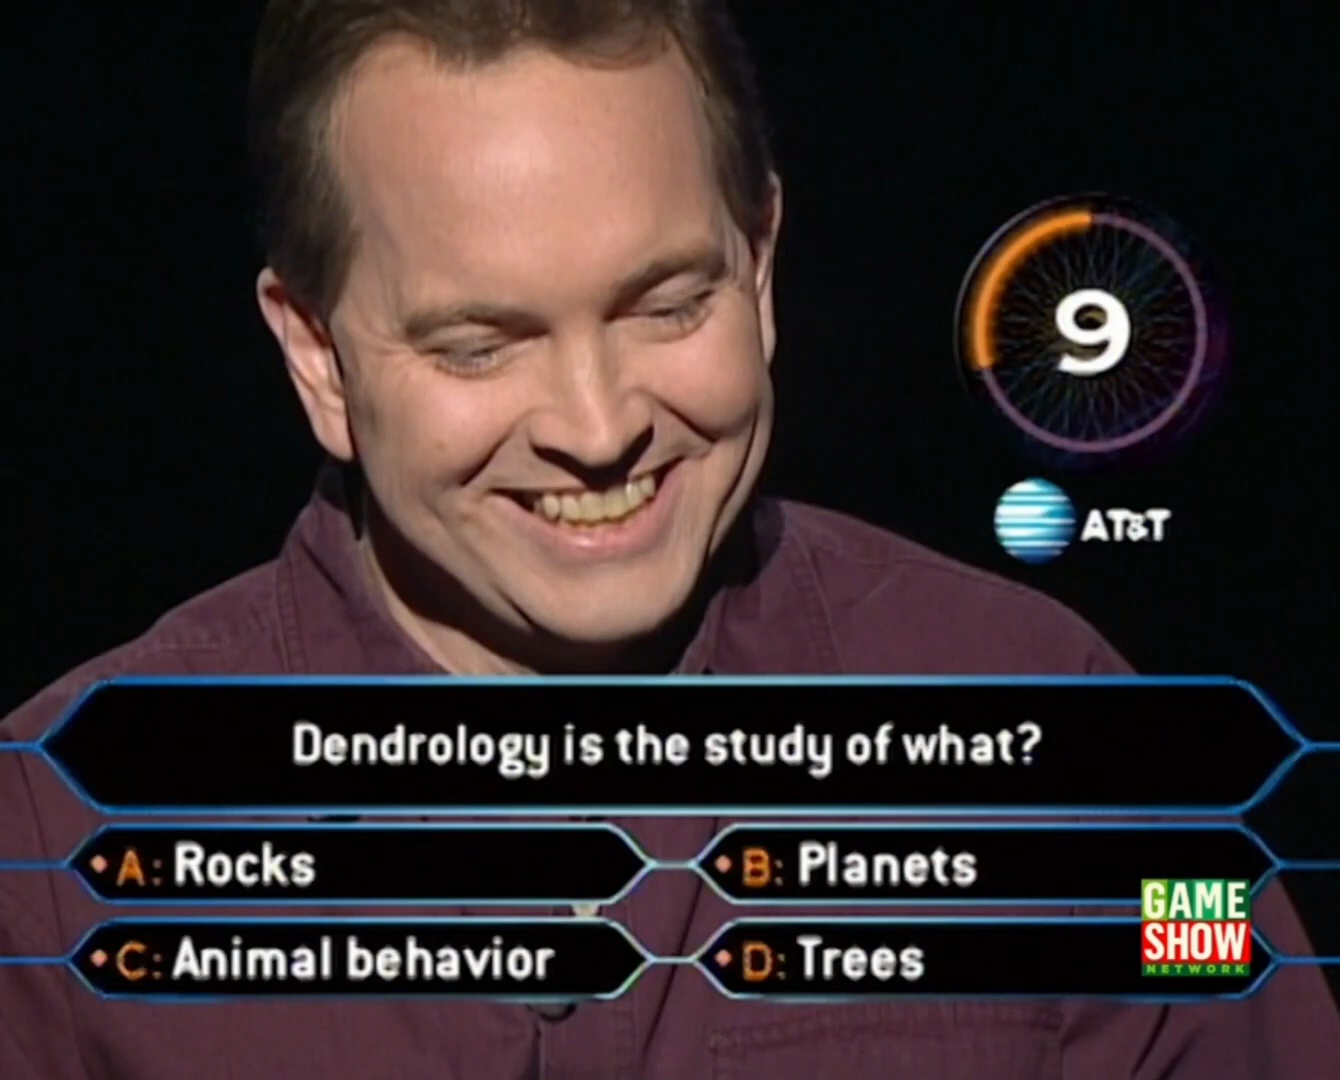 9
AT&T
Dendrology is the study of what?
A: Rocks
B: Planets
C: Animal behavior
D: Trees
GAME
SHOW
NETWORK